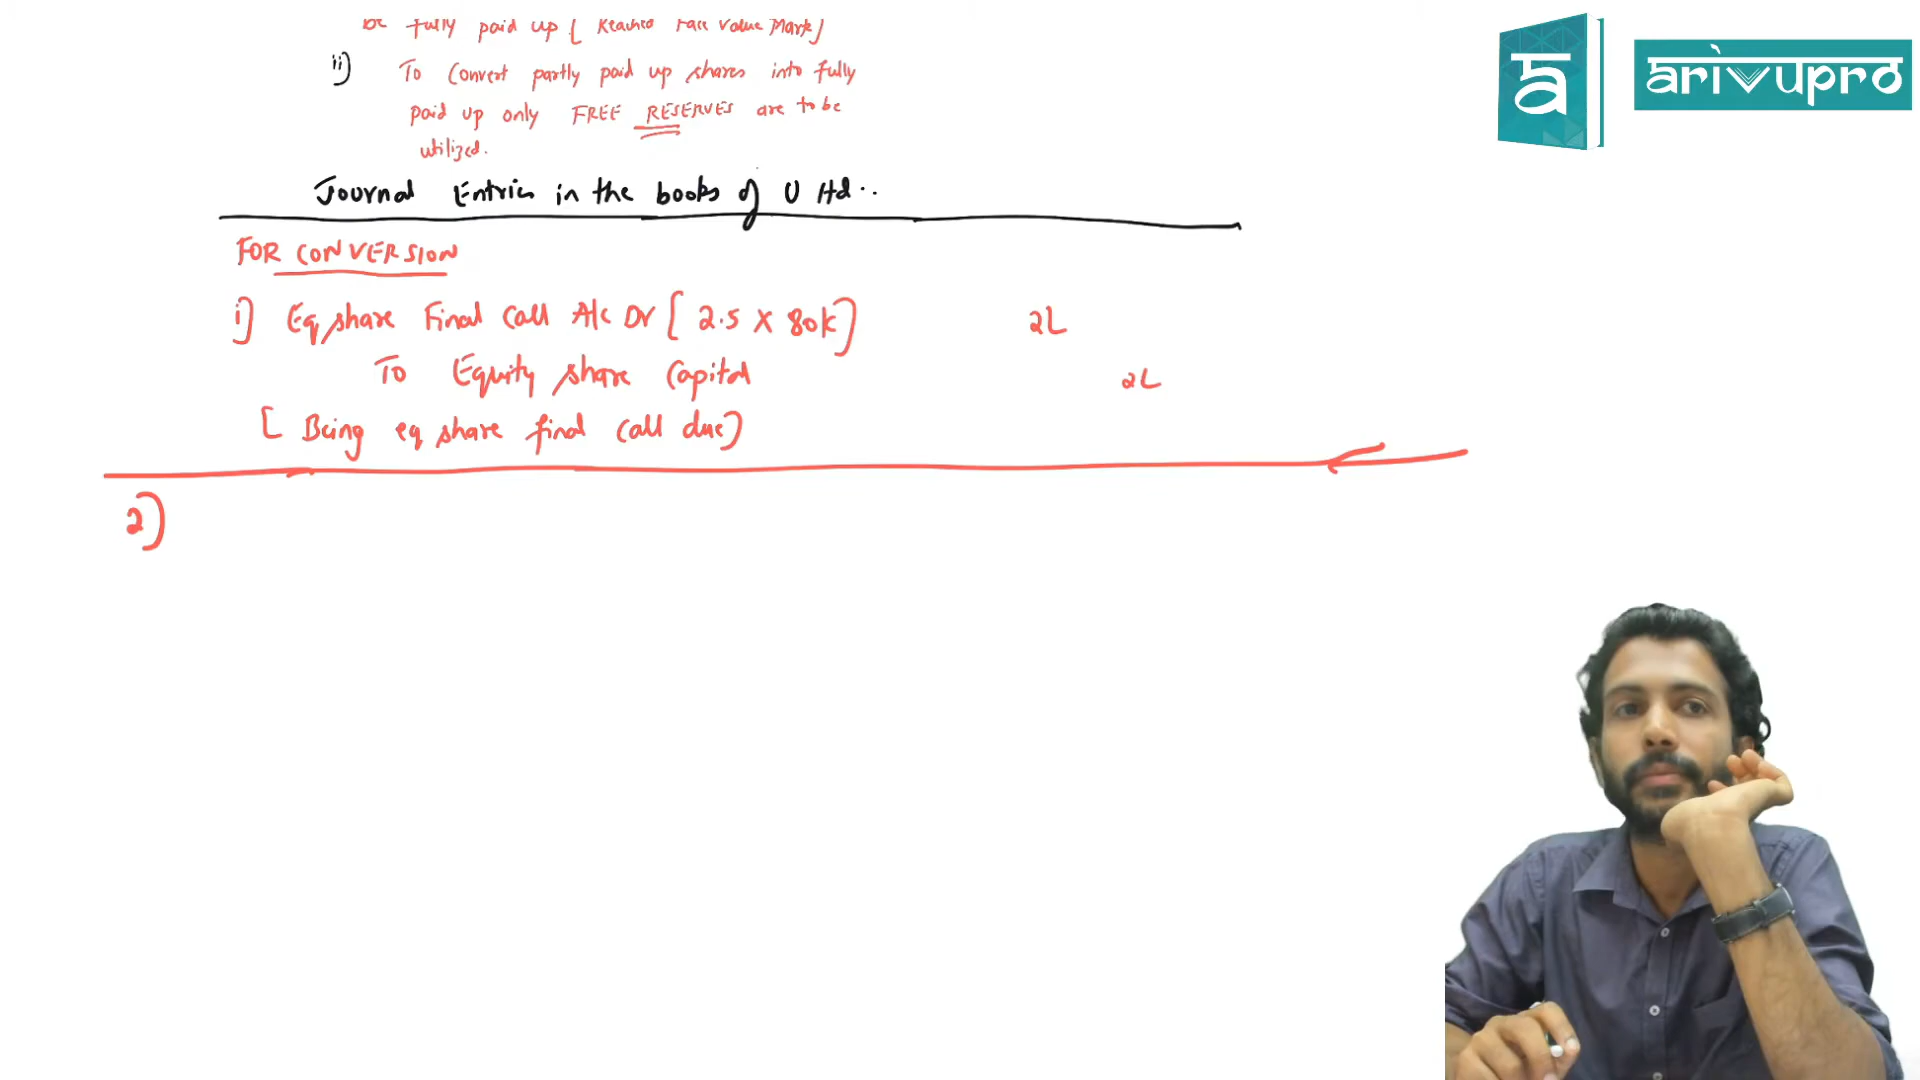 be fully paid up [ Reached Face Value Mark]
ii) To Convert partly paid up shares into fully
paid up only FREE RESERVES are to be
utilized.
Journal Entries in the books of U ltd..
FOR CONVERSION
i] Eq share Final Call A/c Dr [ 2.5 X 80K] 2L
To Equity share Capital 2L
[ Being eq share final call due]
2)
arivupro